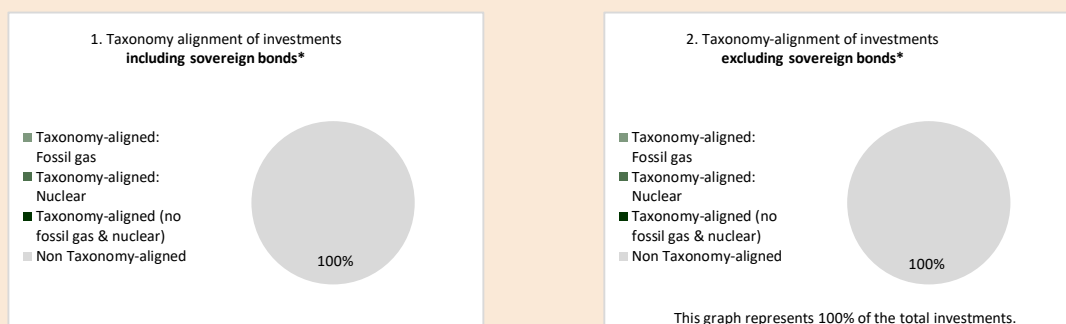 1. Taxonomy alignment of investments
including sovereign bonds*
Taxonomy-aligned:
Fossil gas
Taxonomy-aligned:
Nuclear
Taxonomy-aligned (no
fossil gas & nuclear)
Non Taxonomy-aligned
100%
2. Taxonomy-alignment of investments
excluding sovereign bonds*
Taxonomy-aligned:
Fossil gas
Taxonomy-aligned:
Nuclear
Taxonomy-aligned (no
fossil gas & nuclear)
Non Taxonomy-aligned
100%
This graph represents 100% of the total investments.